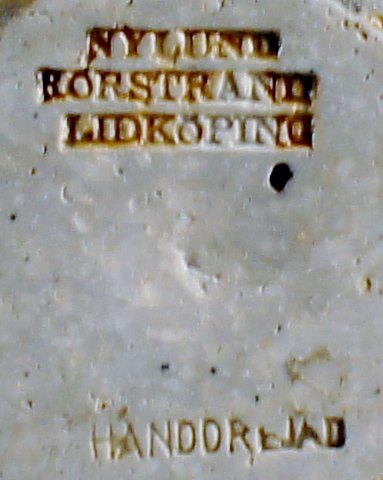 NYLUND
RÖRSTRAND
LIDKÖPING
HANDDREJAD